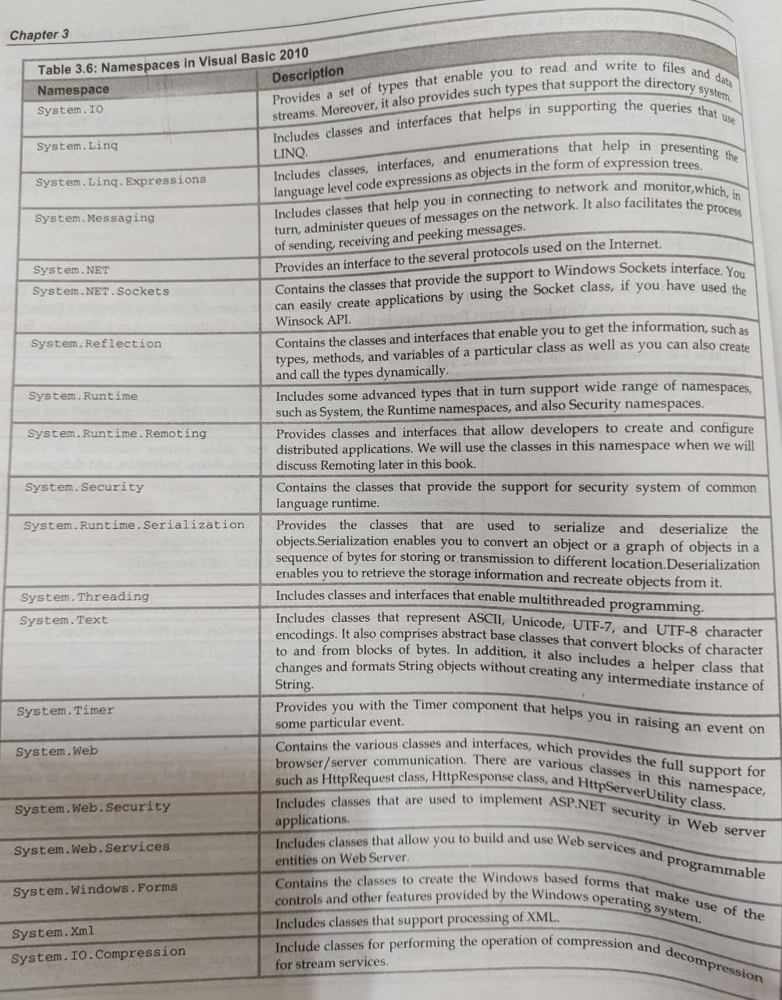 Chapter 3
Table 3.6: Namespaces in Visual Basic 2010
Namespace
Description
System.IO
Provides a set of types that enable you to read and write to files and data
streams. Moreover, it also provides such types that support the directory system.
System.Linq
Includes classes and interfaces that helps in supporting the queries that use
LINQ.
System.Linq.Expressions
Includes classes, interfaces, and enumerations that help in presenting the
language level code expressions as objects in the form of expression trees.
System.Messaging
Includes classes that help you in connecting to network and monitor,which, in
turn, administer queues of messages on the network. It also facilitates the process
of sending, receiving and peeking messages.
System.NET
Provides an interface to the several protocols used on the Internet.
System.NET.Sockets
Contains the classes that provide the support to Windows Sockets interface. You
can easily create applications by using the Socket class, if you have used the
Winsock API.
System.Reflection
Contains the classes and interfaces that enable you to get the information, such as
types, methods, and variables of a particular class as well as you can also create
and call the types dynamically.
System.Runtime
Includes some advanced types that in turn support wide range of namespaces,
such as System, the Runtime namespaces, and also Security namespaces.
System.Runtime.Remoting
Provides classes and interfaces that allow developers to create and configure
distributed applications. We will use the classes in this namespace when we will
discuss Remoting later in this book.
System.Security
Contains the classes that provide the support for security system of common
language runtime.
System.Runtime.Serialization
Provides the classes that are used to serialize and deserialize the
objects.Serialization enables you to convert an object or a graph of objects in a
sequence of bytes for storing or transmission to different location.Deserialization
enables you to retrieve the storage information and recreate objects from it.
System.Threading
Includes classes and interfaces that enable multithreaded programming.
System.Text
Includes classes that represent ASCII, Unicode, UTF-7, and UTF-8 character
encodings. It also comprises abstract base classes that convert blocks of character
to and from blocks of bytes. In addition, it also includes a helper class that
changes and formats String objects without creating any intermediate instance of
String.
System.Timer
Provides you with the Timer component that helps you in raising an event on
some particular event.
System.Web
Contains the various classes and interfaces, which provides the full support for
browser/server communication. There are various classes in this namespace,
such as HttpRequest class, HttpResponse class, and HttpServerUtility class.
System.Web.Security
Includes classes that are used to implement ASP.NET security in Web server
applications.
System.Web.Services
Includes classes that allow you to build and use Web services and programmable
entities on Web Server.
System.Windows.Forms
Contains the classes to create the Windows based forms that make use of the
controls and other features provided by the Windows operating system.
System.Xml
Includes classes that support processing of XML.
System.IO.Compression
Include classes for performing the operation of compression and decompression
for stream services.